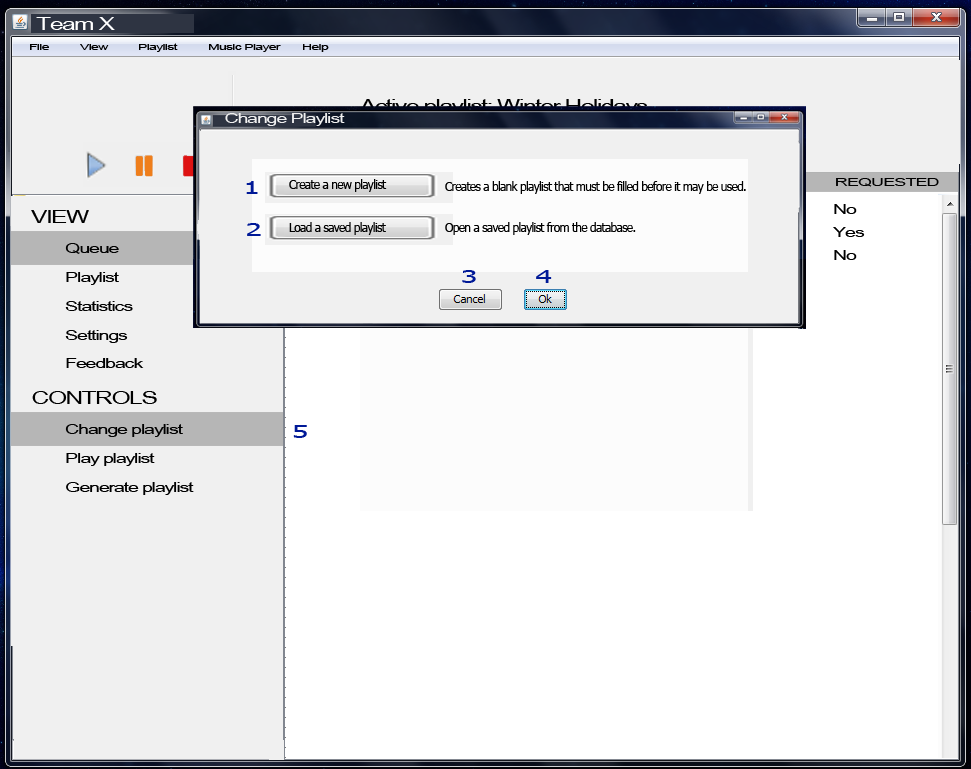 Team X
File View Playlist Music Player Help
Active playlist: Winter Holidays
Change Playlist
1 Create a new playlist Creates a blank playlist that must be filled before it may be used.
2 Load a saved playlist Open a saved playlist from the database.
3 4
Cancel Ok
REQUESTED
No
Yes
No
VIEW
Queue
Playlist
Statistics
Settings
Feedback
CONTROLS
Change playlist 5
Play playlist
Generate playlist